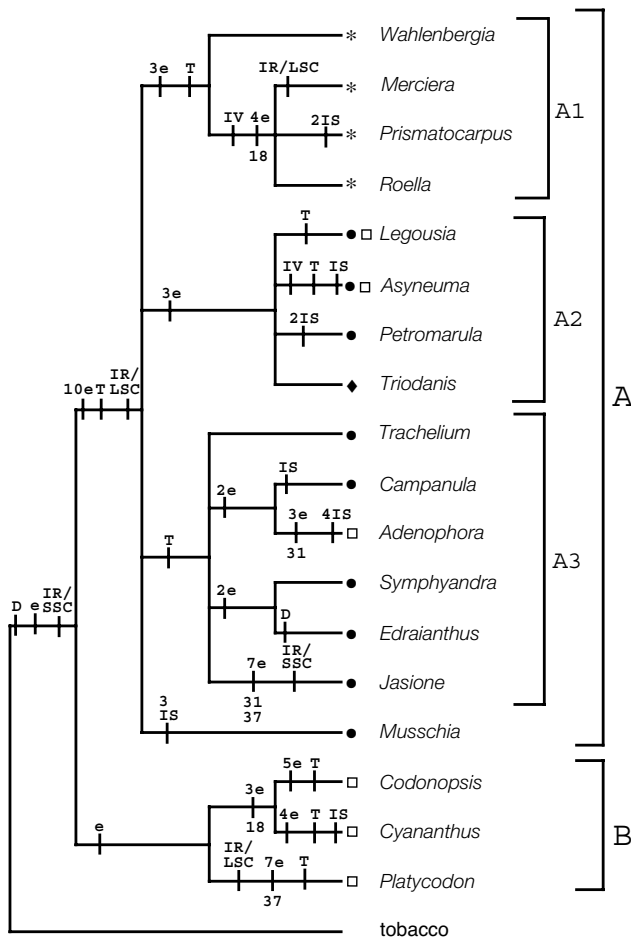 3e T
Wahlenbergia
IR/LSC
Merciera
A1
IV 4e 2IS
18
Prismatocarpus
Roella
T
Legousia
IV T IS
Asyneuma
3e
A2
2IS
Petromarula
IR/
10e T LSC
Triodanis
A
Trachelium
IS
2e
Campanula
3e 4IS
31
Adenophora
T
A3
2e
Symphyandra
D
Edraianthus
IR/
D e SSC
IR/
7e SSC
31
37
Jasione
3
IS
Musschia
5e T
Codonopsis
3e
18
4e T IS
Cyananthus
e
B
IR/
LSC 7e T
37
Platycodon
tobacco